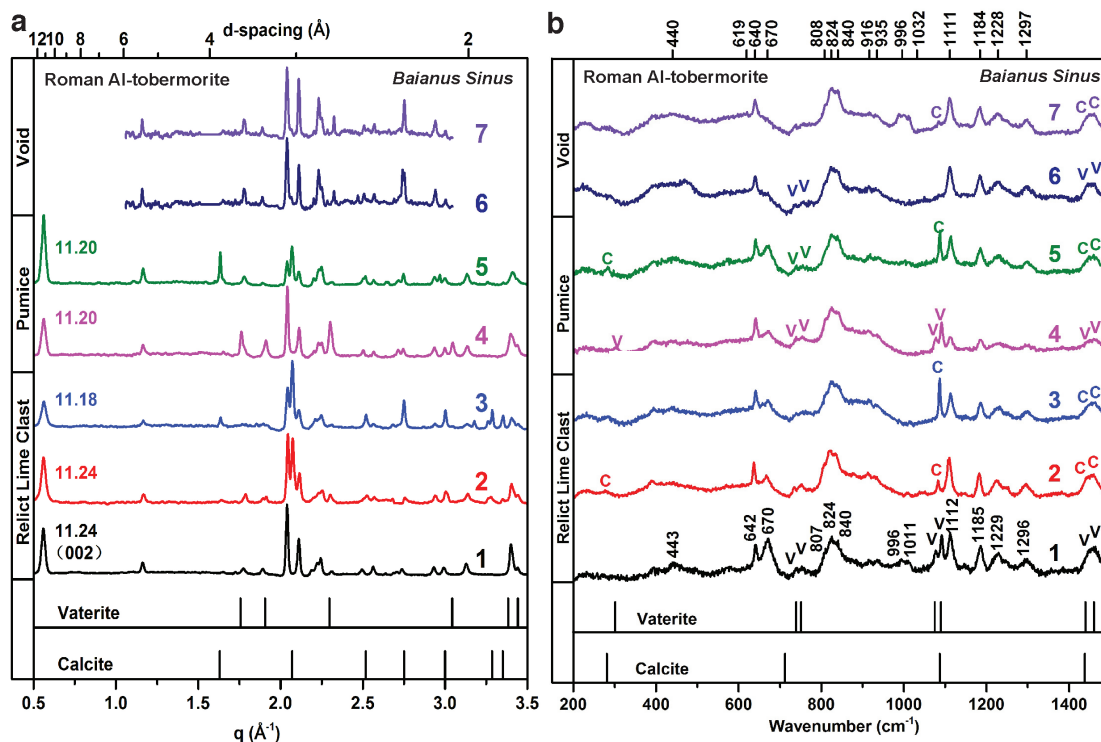 a
d-spacing (Å)
12 10 8 6 4 2
Roman Al-tobermorite Baianus Sinus
Void
7
6
Pumice
11.20
5
11.20
4
Relict Lime Clast
11.18
3
11.24
2
11.24
(002)
1
Vaterite
Calcite
0.5 1.0 1.5 2.0 2.5 3.0 3.5
q (Å-1)
b
440 619 640 670 808 824 840 916 935 996 1032 1111 1184 1228 1297
Roman Al-tobermorite Baianus Sinus
Void
7
C C C
6
V V V V
Pumice
5
C V V C C C
4
V V V V V V V
Relict Lime Clast
3
C C C
2
C C C C
1
443 642 670 V V 807 824 840 996 1011 V V 1112 1185 1229 1296 V V
Vaterite
Calcite
200 400 600 800 1000 1200 1400
Wavenumber (cm-1)